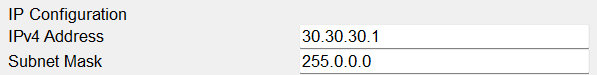 IP Configuration
IPv4 Address 30.30.30.1
Subnet Mask 255.0.0.0